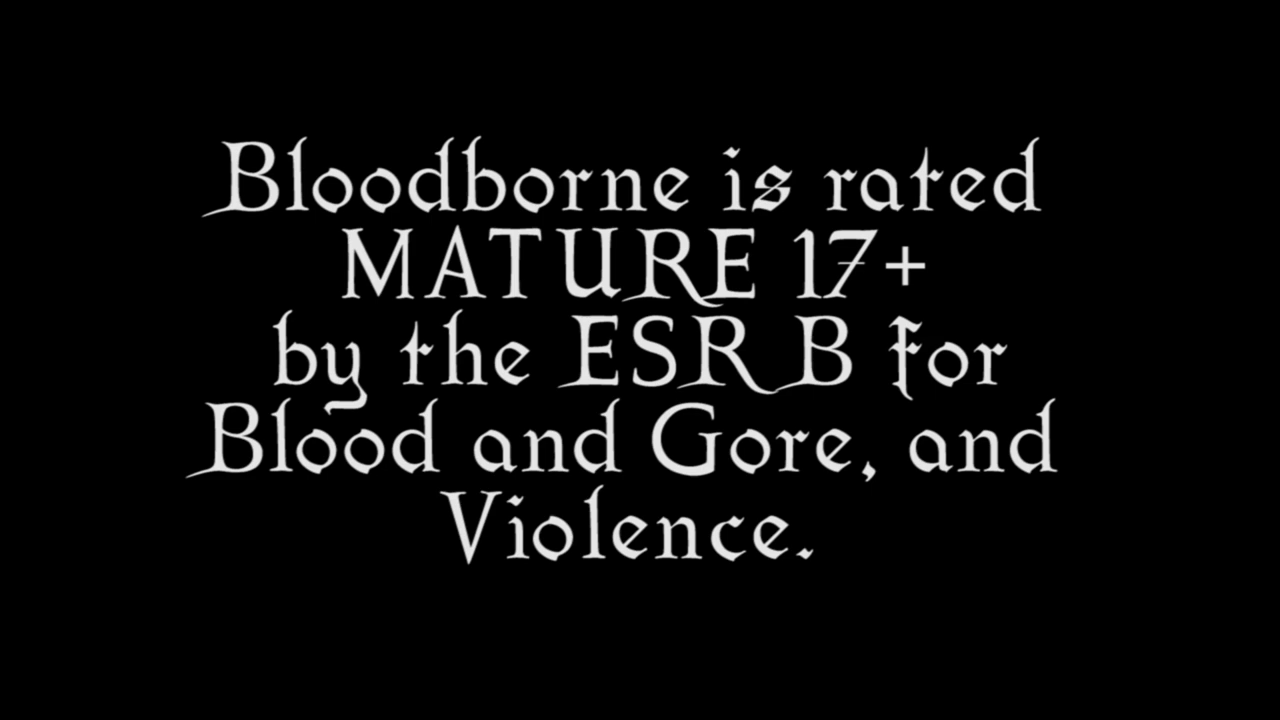 Bloodborne is rated
MATURE 17+
by the ESRB for
Blood and Gore, and
Violence.